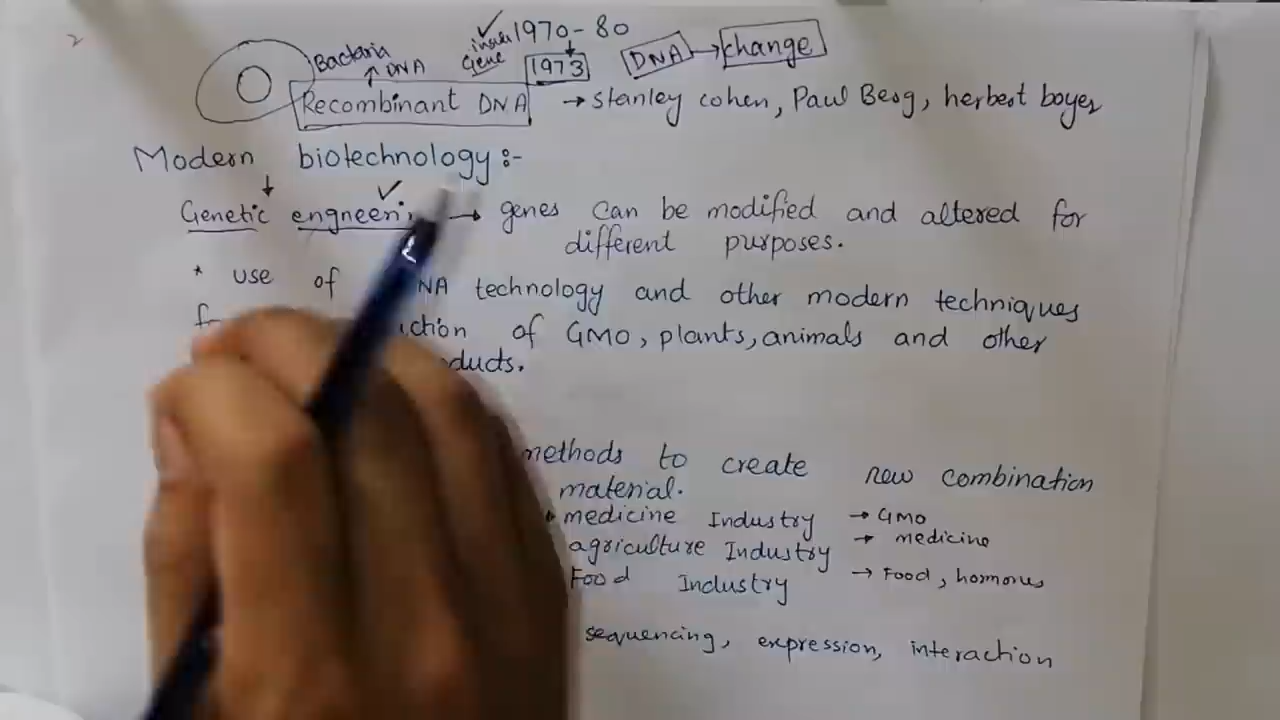 ✓ 1970-80
Bacteria
↑ DNA
Gene
1973
DNA → change
Recombinant DNA → Stanley cohen, Paul Berg, herbert boyer
Modern biotechnology :-
↓ ✓
Genetic → genes can be modified and altered for
different purposes.
* use of technology and other modern techniques
of GMO, plants, animals and other
methods to create new combination
material.
medicine Industry → GMO
agriculture Industry → medicine
Food Industry → Food, hormones
sequencing, expression, interaction